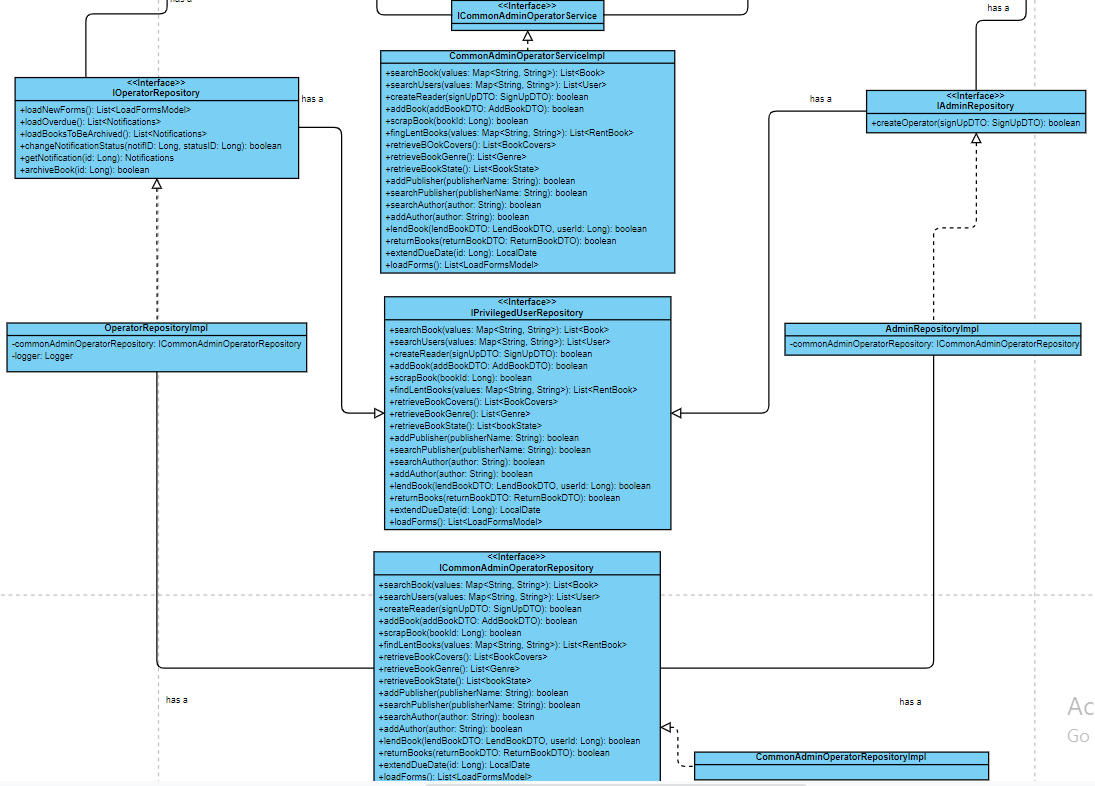 has a
<<Interface>>
ICommonAdminOperatorService
has a
CommonAdminOperatorServiceImpl
+searchBook(values: Map<String, String>): List<Book>
+searchUsers(values: Map<String, String>): List<User>
+createReader(signUpDTO: SignUpDTO): boolean
+addBook(addBookDTO: AddBookDTO): boolean
+scrapBook(bookId: Long): boolean
+fingLentBooks(values: Map<String, String>): List<RentBook>
+retrieveBOokCovers(): List<BookCovers>
+retrieveBookGenre(): List<Genre>
+retrieveBookState(): List<BookState>
+addPublisher(publisherName: String): boolean
+searchPublisher(publisherName: String): boolean
+searchAuthor(author: String): boolean
+addAuthor(author: String): boolean
+lendBook(lendBookDTO: LendBookDTO, userId: Long): boolean
+returnBooks(returnBookDTO: ReturnBookDTO): boolean
+extendDueDate(id: Long): LocalDate
+loadForms(): List<LoadFormsModel>
<<Interface>>
IOperatorRepository
+loadNewForms(): List<LoadFormsModel>
+loadOverdue(): List<Notifications>
+loadBooksToBeArchived(): List<Notifications>
+changeNotificationStatus(notifID: Long, statusID: Long): boolean
+getNotification(id: Long): Notifications
+archiveBook(id: Long): boolean
has a
has a
<<Interface>>
IAdminRepository
+createOperator(signUpDTO: SignUpDTO): boolean
<<Interface>>
IPrivilegedUserRepository
+searchBook(values: Map<String, String>): List<Book>
+searchUsers(values: Map<String, String>): List<User>
+createReader(signUpDTO: SignUpDTO): boolean
+addBook(addBookDTO: AddBookDTO): boolean
+scrapBook(bookId: Long): boolean
+findLentBooks(values: Map<String, String>): List<RentBook>
+retrieveBookCovers(): List<BookCovers>
+retrieveBookGenre(): List<Genre>
+retrieveBookState(): List<bookState>
+addPublisher(publisherName: String): boolean
+searchPublisher(publisherName: String): boolean
+searchAuthor(author: String): boolean
+addAuthor(author: String): boolean
+lendBook(lendBookDTO: LendBookDTO, userId: Long): boolean
+returnBooks(returnBookDTO: ReturnBookDTO): boolean
+extendDueDate(id: Long): LocalDate
+loadForms(): List<LoadFormsModel>
OperatorRepositoryImpl
-commonAdminOperatorRepository: ICommonAdminOperatorRepository
-logger: Logger
AdminRepositoryImpl
-commonAdminOperatorRepository: ICommonAdminOperatorRepository
<<Interface>>
ICommonAdminOperatorRepository
+searchBook(values: Map<String, String>): List<Book>
+searchUsers(values: Map<String, String>): List<User>
+createReader(signUpDTO: SignUpDTO): boolean
+addBook(addBookDTO: AddBookDTO): boolean
+scrapBook(bookId: Long): boolean
+findLentBooks(values: Map<String, String>): List<RentBook>
+retrieveBookCovers(): List<BookCovers>
+retrieveBookGenre(): List<Genre>
+retrieveBookState(): List<bookState>
+addPublisher(publisherName: String): boolean
+searchPublisher(publisherName: String): boolean
+searchAuthor(author: String): boolean
+addAuthor(author: String): boolean
+lendBook(lendBookDTO: LendBookDTO, userId: Long): boolean
+returnBooks(returnBookDTO: ReturnBookDTO): boolean
+extendDueDate(id: Long): LocalDate
+loadForms(): List<LoadFormsModel>
has a
has a
Ac
Go
CommonAdminOperatorRepositoryImpl